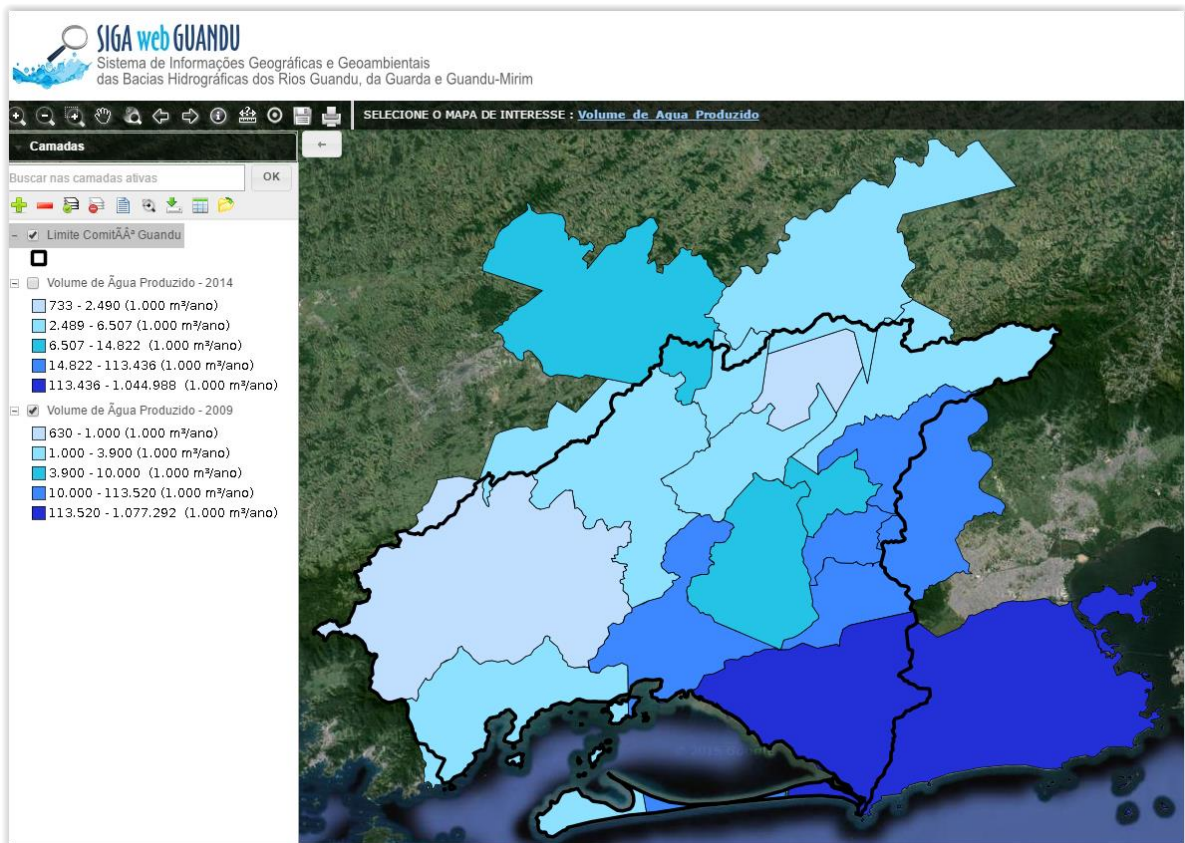 SIGA web GUANDU
Sistema de Informações Geográficas e Geoambientais
das Bacias Hidrográficas dos Rios Guandu, da Guarda e Guandu-Mirim
SELECIONE O MAPA DE INTERESSE : Volume_de_Agua_Produzido
Camadas
Buscar nas camadas ativas
OK
Limite ComitÃÂª Guandu
Volume de Ãgua Produzido - 2014
733 - 2.490 (1.000 m³/ano)
2.489 - 6.507 (1.000 m³/ano)
6.507 - 14.822 (1.000 m³/ano)
14.822 - 113.436 (1.000 m³/ano)
113.436 - 1.044.988 (1.000 m³/ano)
Volume de Ãgua Produzido - 2009
630 - 1.000 (1.000 m³/ano)
1.000 - 3.900 (1.000 m³/ano)
3.900 - 10.000 (1.000 m³/ano)
10.000 - 113.520 (1.000 m³/ano)
113.520 - 1.077.292 (1.000 m³/ano)